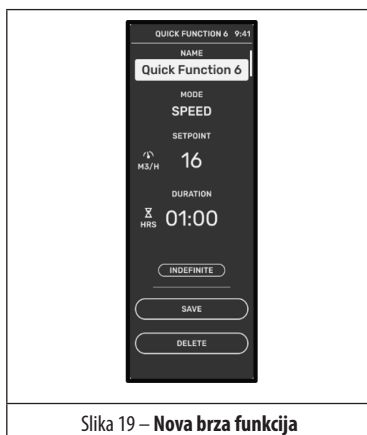 QUICK FUNCTION 6 9:41
NAME
Quick Function 6
MODE
SPEED
SETPOINT
M3/H 16
DURATION
HRS 01:00
INDEFINITE
SAVE
DELETE
Slika 19 – Nova brza funkcija